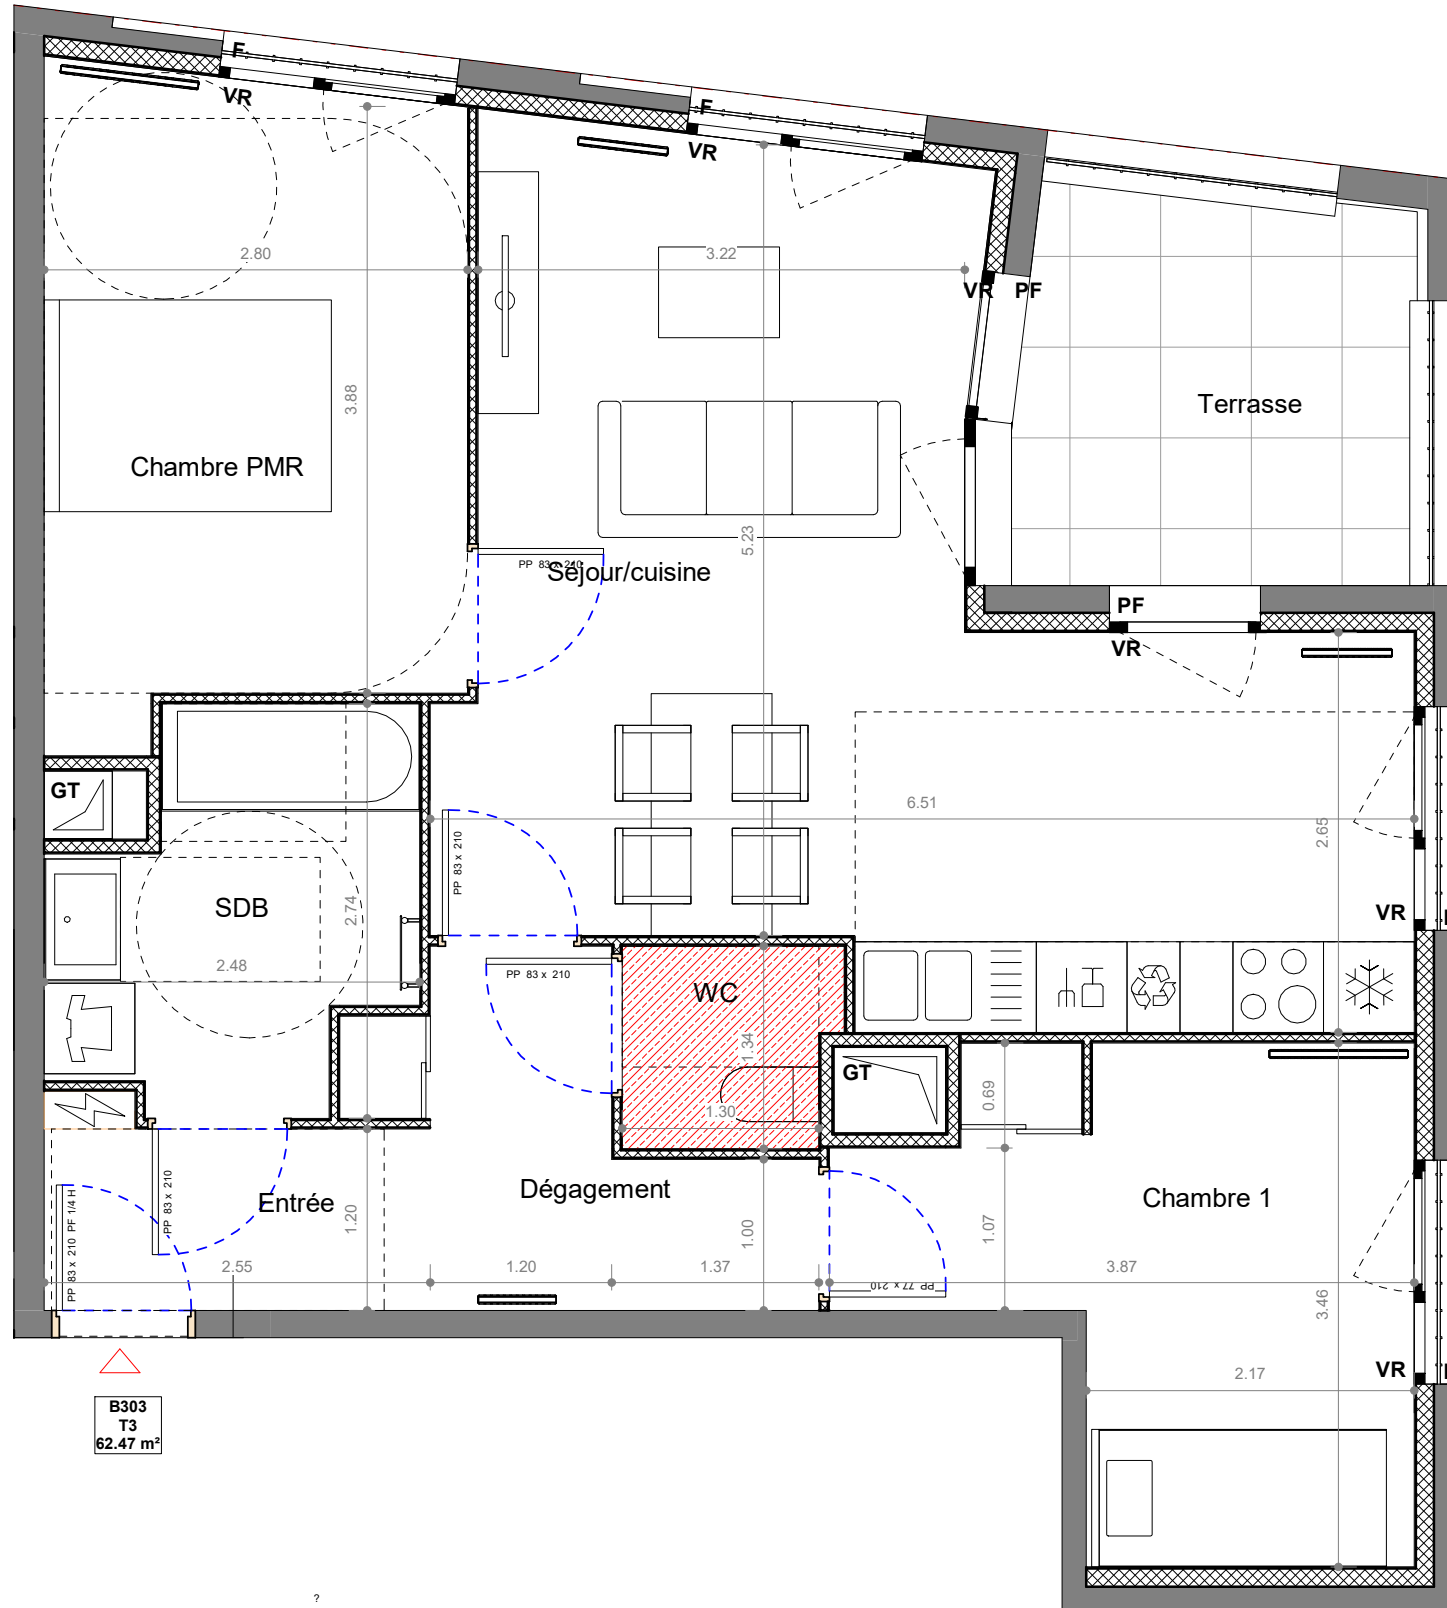 F
VR
F
VR
2.80
3.22
VR PF
3.88
Terrasse
Chambre PMR
5.23
PP 83 x 210
Séjour/cuisine
PF
VR
GT
6.51
2.65
PP 83 x 210
SDB
2.74
VR
2.48
PP 83 x 210
WC
1.34
GT
0.69
1.30
PP 83 x 210 PF 1/4 H
PP 83 x 210
Entrée
1.20
Dégagement
1.00
1.07
Chambre 1
2.55
1.20
1.37
PP 77 x 210
3.87
3.46
2.17
VR
B303
T3
62.47 m²
?